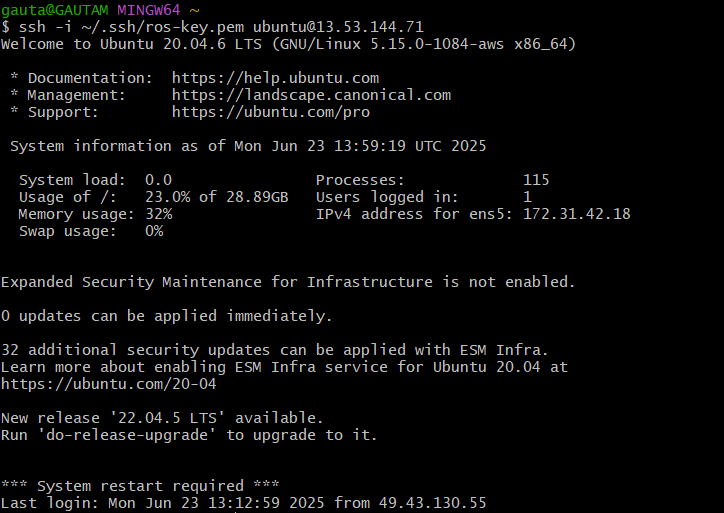 gauta@GAUTAM MINGW64 ~
$ ssh -i ~/.ssh/ros-key.pem ubuntu@13.53.144.71
Welcome to Ubuntu 20.04.6 LTS (GNU/Linux 5.15.0-1084-aws x86_64)
* Documentation: https://help.ubuntu.com
* Management: https://landscape.canonical.com
* Support: https://ubuntu.com/pro
System information as of Mon Jun 23 13:59:19 UTC 2025
System load: 0.0 Processes: 115
Usage of /: 23.0% of 28.89GB Users logged in: 1
Memory usage: 32% IPv4 address for ens5: 172.31.42.18
Swap usage: 0%
Expanded Security Maintenance for Infrastructure is not enabled.
0 updates can be applied immediately.
32 additional security updates can be applied with ESM Infra.
Learn more about enabling ESM Infra service for Ubuntu 20.04 at
https://ubuntu.com/20-04
New release '22.04.5 LTS' available.
Run 'do-release-upgrade' to upgrade to it.
*** System restart required ***
Last login: Mon Jun 23 13:12:59 2025 from 49.43.130.55